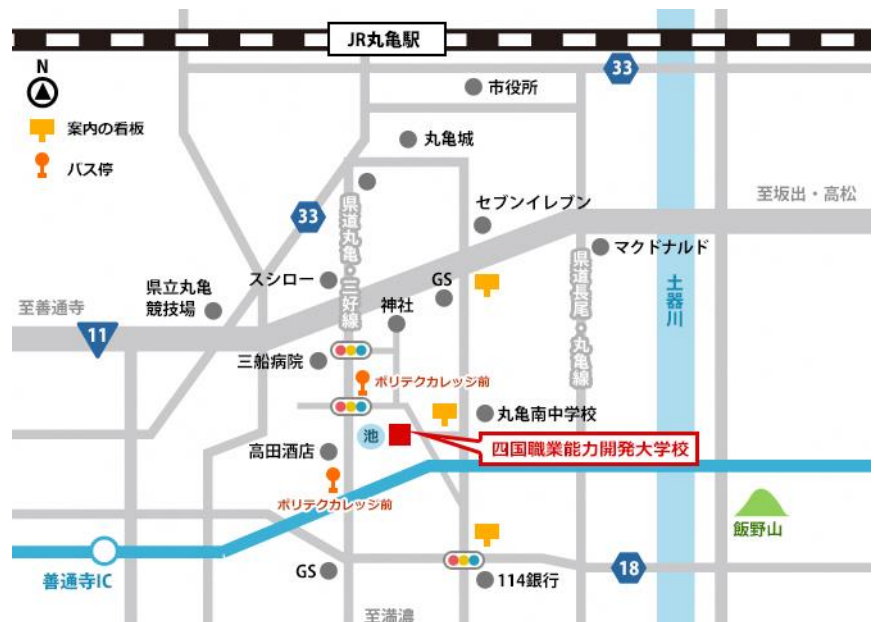 JR丸亀駅
N
33
市役所
案内の看板
丸亀城
バス停
セブンイレブン
至坂出・高松
県道丸亀・三好線
33
マクドナルド
スシロー
GS
県道長尾・丸亀線
土器川
県立丸亀
競技場
至善通寺
神社
11
三船病院
ポリテクカレッジ前
丸亀南中学校
池
高田酒店
四国職業能力開発大学校
ポリテクカレッジ前
飯野山
善通寺IC
GS
114銀行
18
至満濃